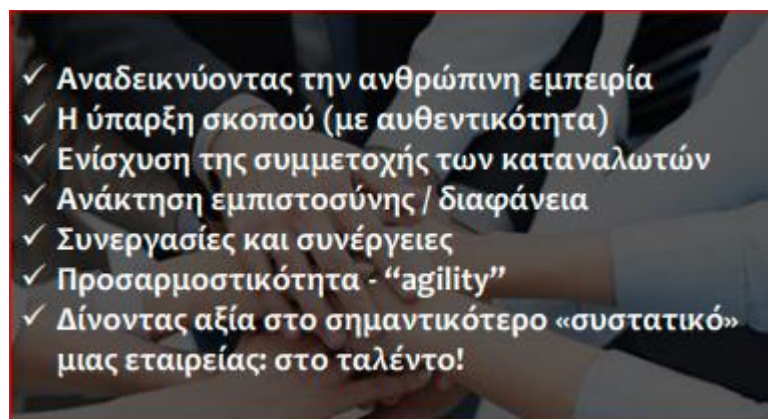 ✓ Αναδεικνύοντας την ανθρώπινη εμπειρία
✓ Η ύπαρξη σκοπού (με αυθεντικότητα)
✓ Ενίσχυση της συμμετοχής των καταναλωτών
✓ Ανάκτηση εμπιστοσύνης / διαφάνεια
✓ Συνεργασίες και συνέργειες
✓ Προσαρμοστικότητα - “agility”
✓ Δίνοντας αξία στο σημαντικότερο «συστατικό»
μιας εταιρείας: στο ταλέντο!